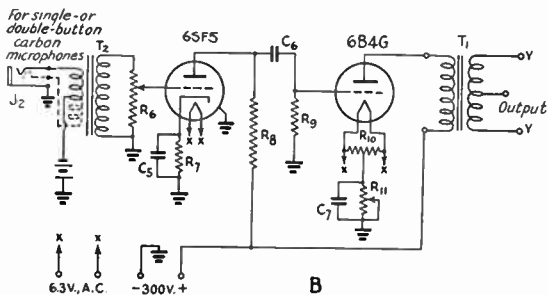 For single-or
double-button
carbon
microphones
T2
6SF5
C6
6B4G
T1
Y
J2
R6
R8
R9
R10
Output
Y
X X
X X
C5
R7
C7
R11
X X
6.3V., A.C.
-300V.+
B